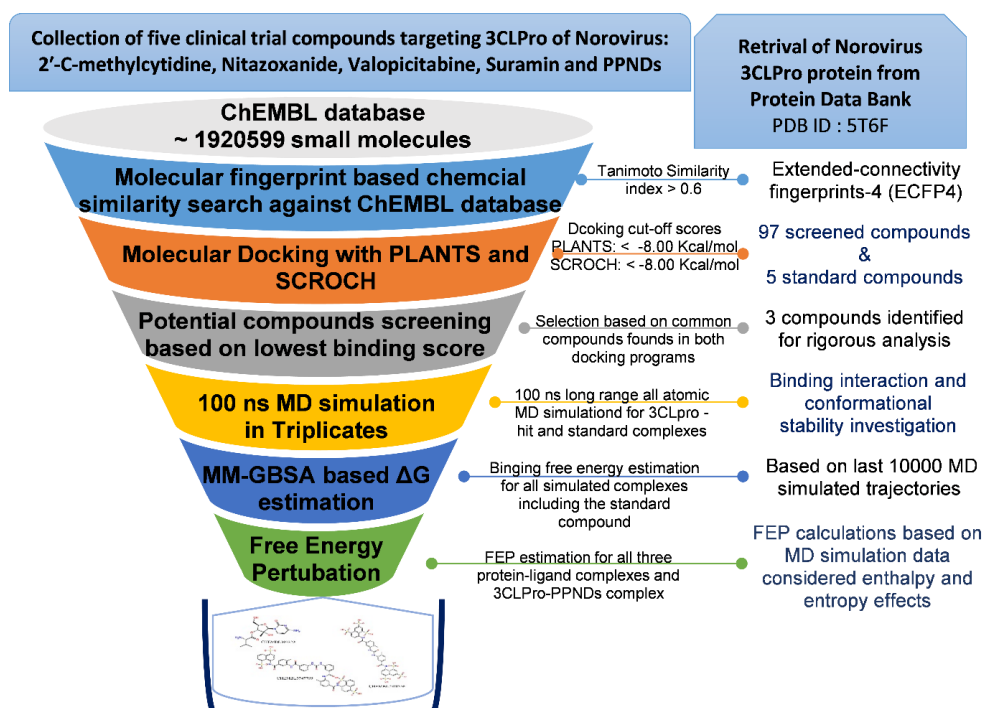 Collection of five clinical trial compounds targeting 3CLPro of Norovirus:
2′-C-methylcytidine, Nitazoxanide, Valopicitabine, Suramin and PPNDs
Retrival of Norovirus
3CLPro protein from
Protein Data Bank
PDB ID : 5T6F
ChEMBL database
~ 1920599 small molecules
Molecular fingerprint based chemcial
similarity search against ChEMBL database
Tanimoto Similarity
index > 0.6
Extended-connectivity
fingerprints-4 (ECFP4)
Molecular Docking with PLANTS and
SCROCH
Dcoking cut-off scores
PLANTS: < -8.00 Kcal/mol
SCROCH: < -8.00 Kcal/mol
97 screened compounds
&
5 standard compounds
Potential compounds screening
based on lowest binding score
Selection based on common
compounds founds in both
docking programs
3 compounds identified
for rigorous analysis
100 ns MD simulation
in Triplicates
100 ns long range all atomic
MD simulationd for 3CLpro -
hit and standard complexes
Binding interaction and
conformational
stability investigation
MM-GBSA based ΔG
estimation
Binging free energy estimation
for all simulated complexes
including the standard
compound
Based on last 10000 MD
simulated trajectories
Free Energy
Pertubation
FEP estimation for all three
protein-ligand complexes and
3CLPro-PPNDs complex
FEP calculations based on
MD simulation data
considered enthalpy and
entropy effects